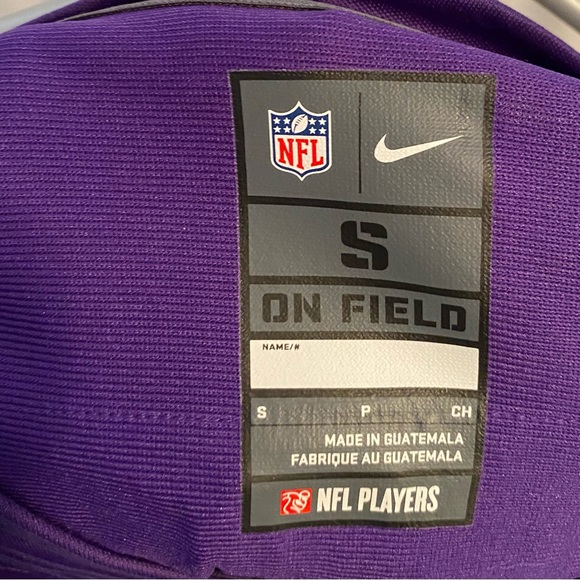 NFL
S
ON FIELD
NAME/#
S P CH
MADE IN GUATEMALA
FABRIQUE AU GUATEMALA
NFL PLAYERS